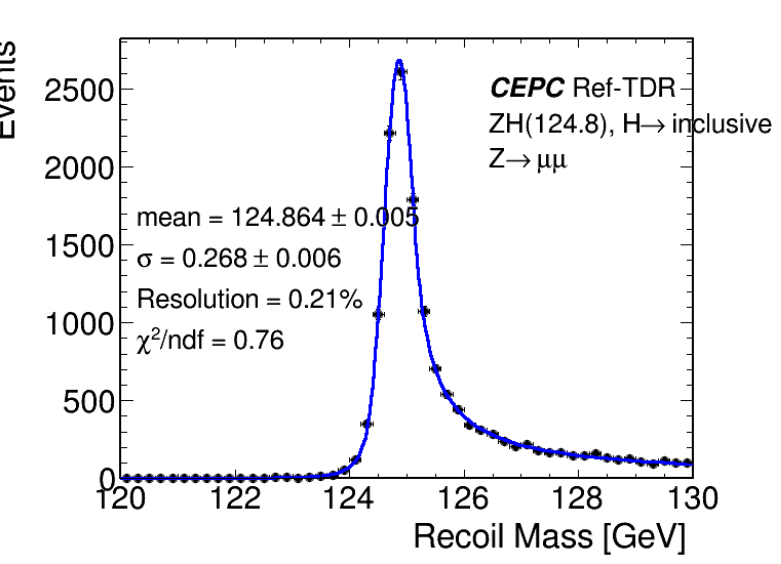 Events
2500
2000
1500
1000
500
0
CEPC Ref-TDR
ZH(124.8), H→ inclusive
Z→ μμ
mean = 124.864 ± 0.005
σ = 0.268 ± 0.006
Resolution = 0.21%
χ²/ndf = 0.76
120 122 124 126 128 130
Recoil Mass [GeV]